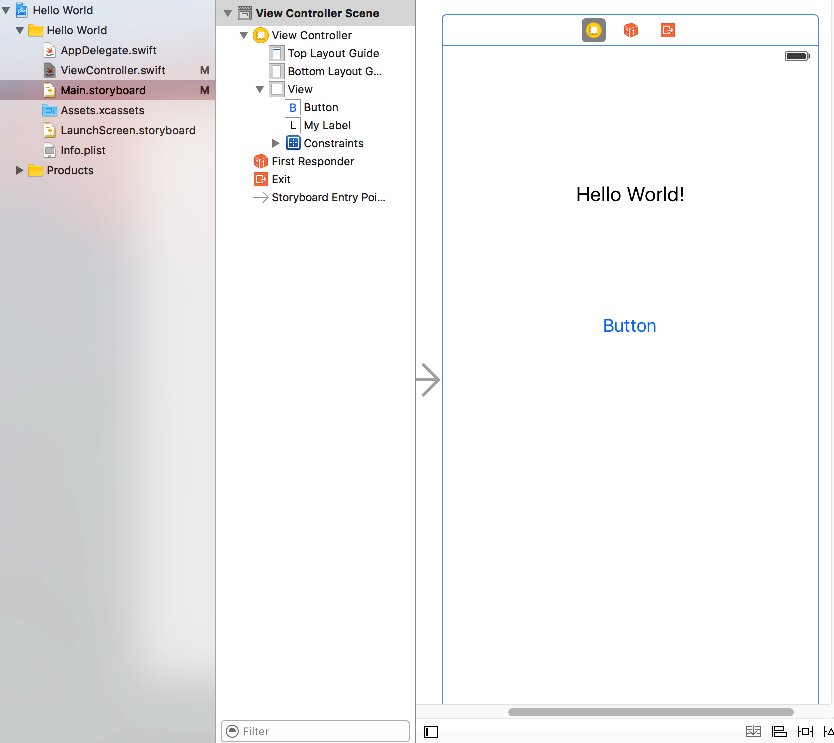 Hello World
Hello World
AppDelegate.swift
ViewController.swift M
Main.storyboard M
Assets.xcassets
LaunchScreen.storyboard
Info.plist
Products
View Controller Scene
View Controller
Top Layout Guide
Bottom Layout G...
View
B Button
L My Label
Constraints
First Responder
Exit
Storyboard Entry Poi...
Filter
Hello World!
Button